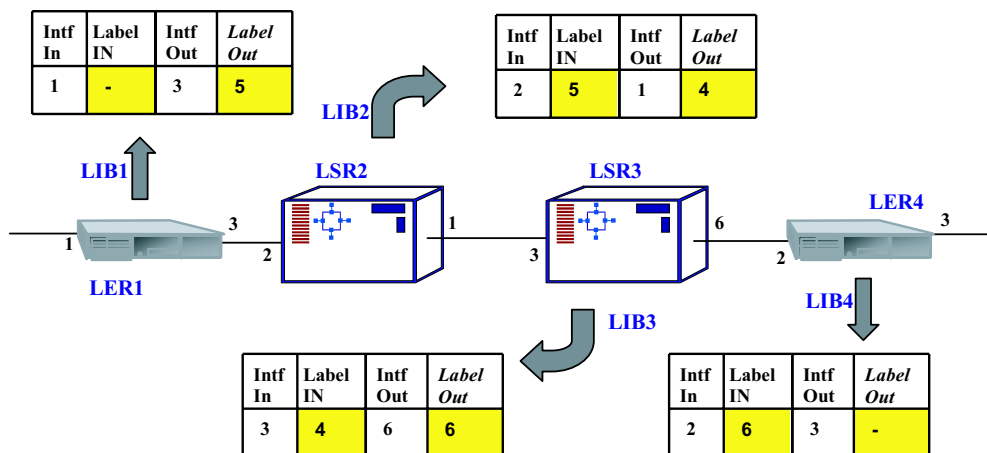 Intf In Label IN Intf Out Label Out
1 - 3 5
Intf In Label IN Intf Out Label Out
2 5 1 4
LIB2
LIB1
LSR2
LSR3
LER4
1
3
2
1
3
6
2
3
LER1
LIB4
LIB3
Intf In Label IN Intf Out Label Out
3 4 6 6
Intf In Label IN Intf Out Label Out
2 6 3 -